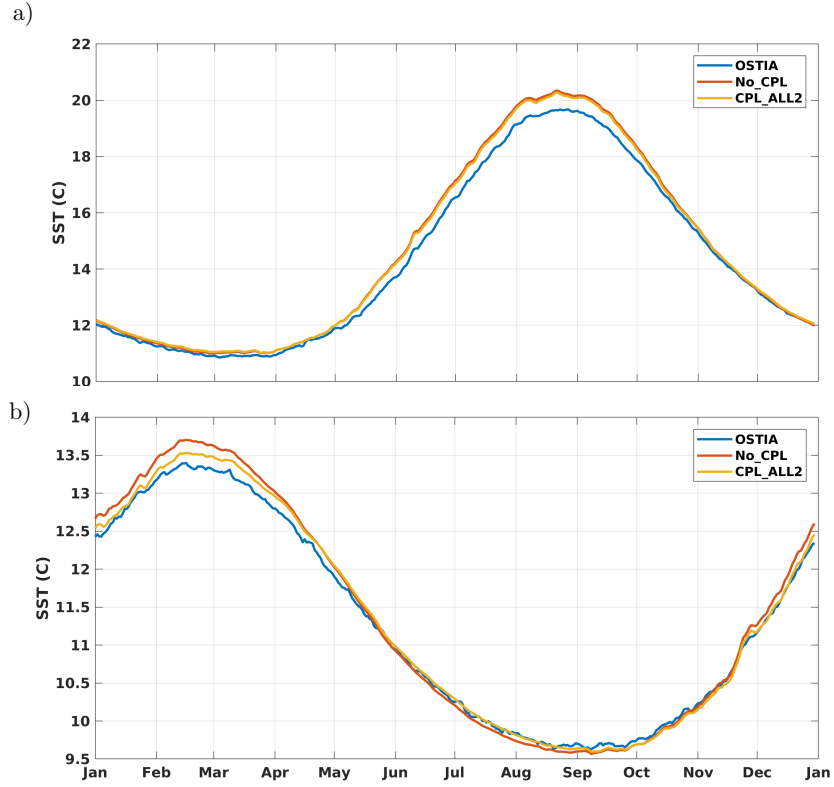 a)
22
20
18
16
14
12
10
SST (C)
OSTIA
No_CPL
CPL_ALL2
b)
14
13.5
13
12.5
12
11.5
11
10.5
10
9.5
SST (C)
OSTIA
No_CPL
CPL_ALL2
Jan Feb Mar Apr May Jun Jul Aug Sep Oct Nov Dec Jan